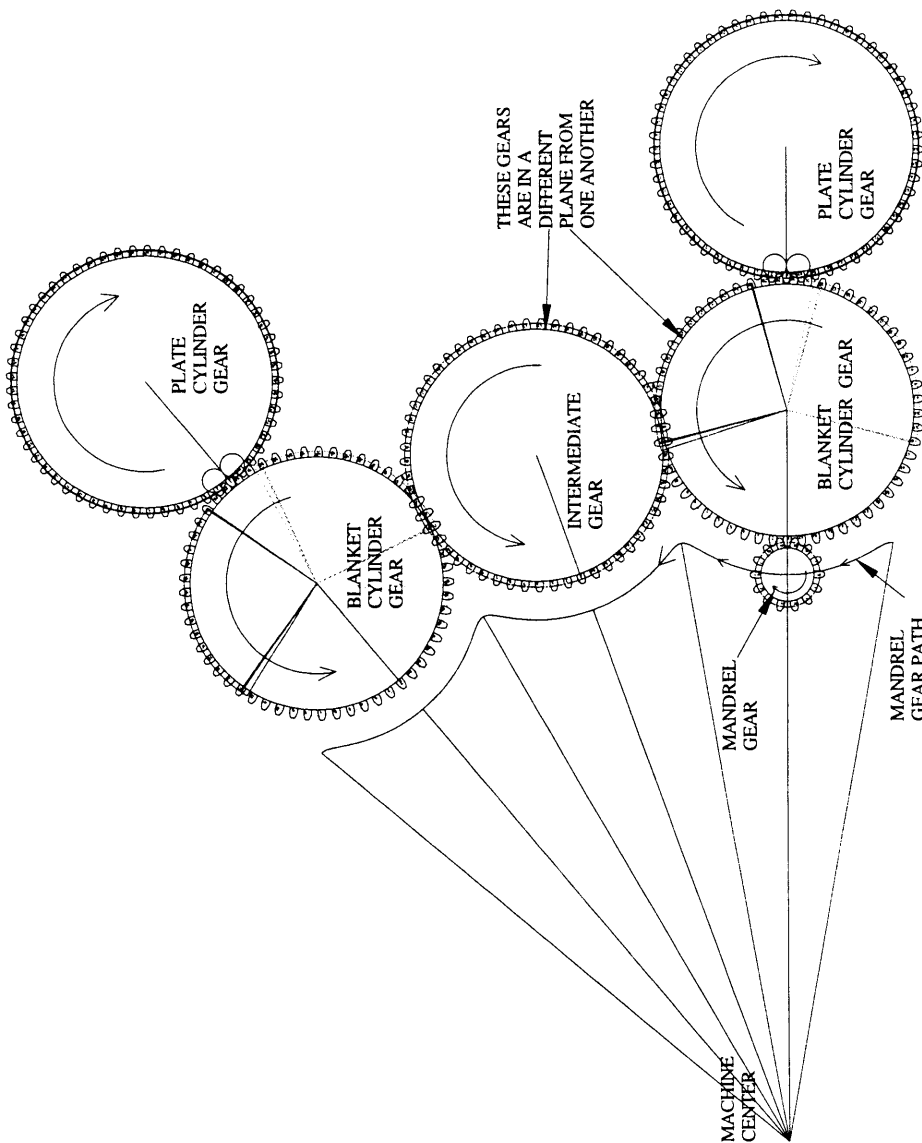 PLATE
CYLINDER
GEAR
THESE GEARS
ARE IN A
DIFFERENT
PLANE FROM
ONE ANOTHER
PLATE
CYLINDER
GEAR
BLANKET
CYLINDER
GEAR
INTERMEDIATE
GEAR
BLANKET
CYLINDER GEAR
MANDREL
GEAR
MANDREL
GEAR PATH
MACHINE
CENTER